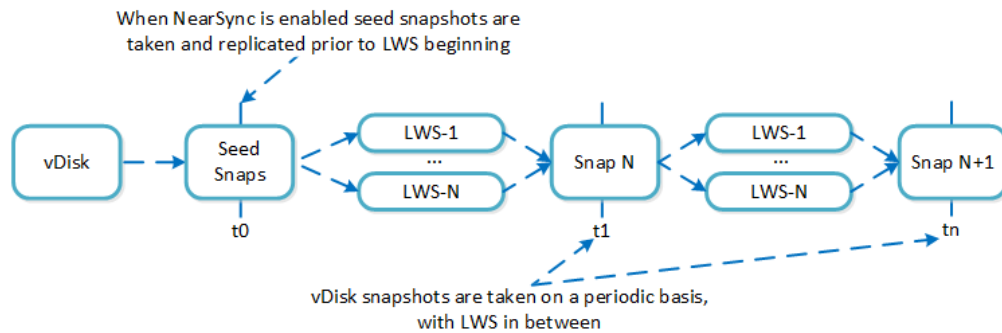 When NearSync is enabled seed snapshots are
taken and replicated prior to LWS beginning
vDisk
Seed
Snaps
LWS-1
...
LWS-N
Snap N
LWS-1
...
LWS-N
Snap N+1
t0
t1
tn
vDisk snapshots are taken on a periodic basis,
with LWS in between